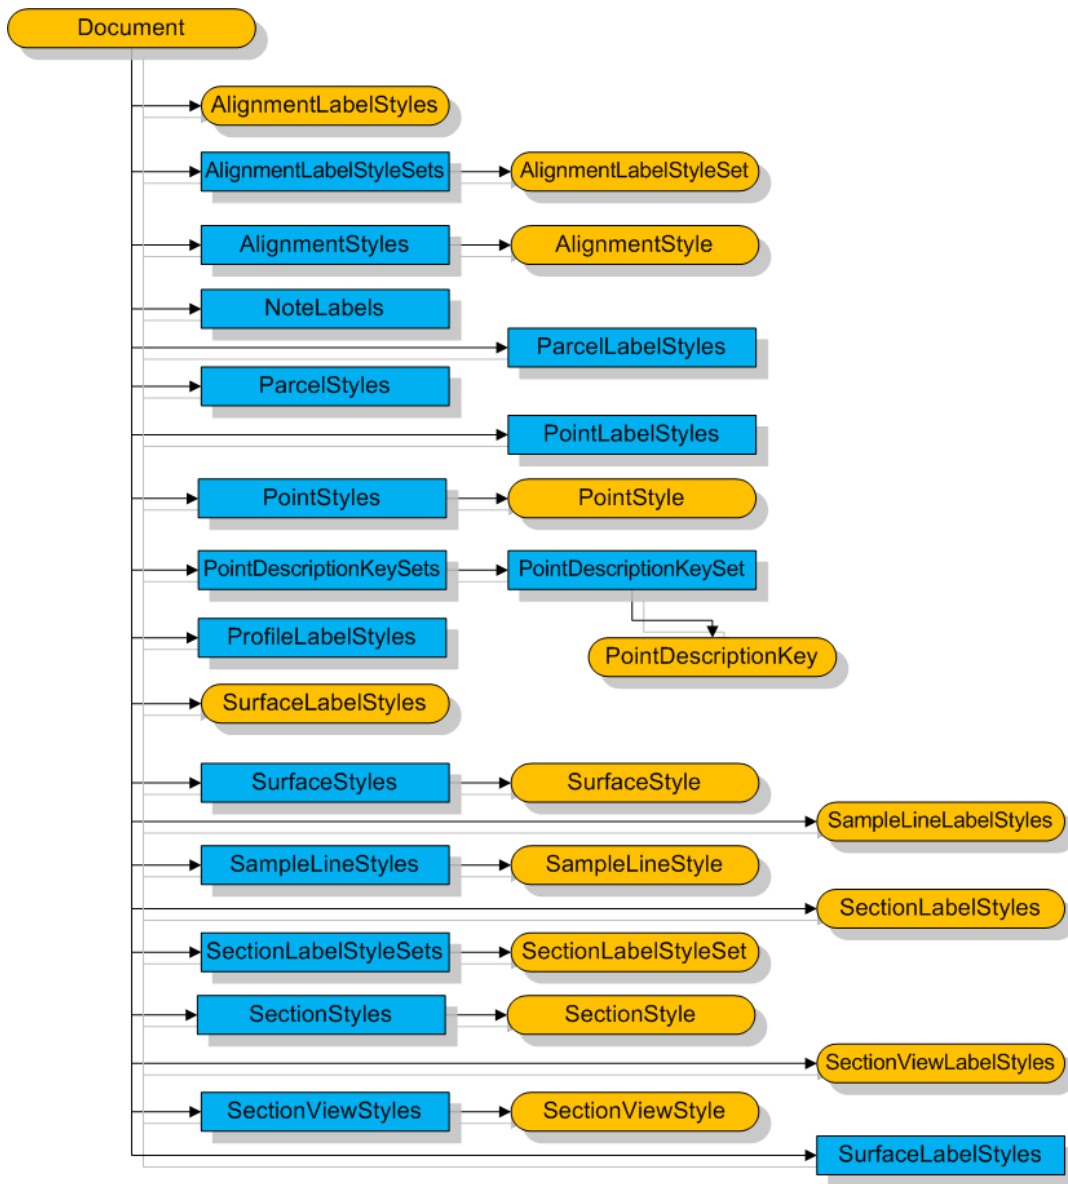 Document
AlignmentLabelStyles
AlignmentLabelStyleSets
AlignmentLabelStyleSet
AlignmentStyles
AlignmentStyle
NoteLabels
ParcelLabelStyles
ParcelStyles
PointLabelStyles
PointStyles
PointStyle
PointDescriptionKeySets
PointDescriptionKeySet
ProfileLabelStyles
PointDescriptionKey
SurfaceLabelStyles
SurfaceStyles
SurfaceStyle
SampleLineLabelStyles
SampleLineStyles
SampleLineStyle
SectionLabelStyles
SectionLabelStyleSets
SectionLabelStyleSet
SectionStyles
SectionStyle
SectionViewLabelStyles
SectionViewStyles
SectionViewStyle
SurfaceLabelStyles